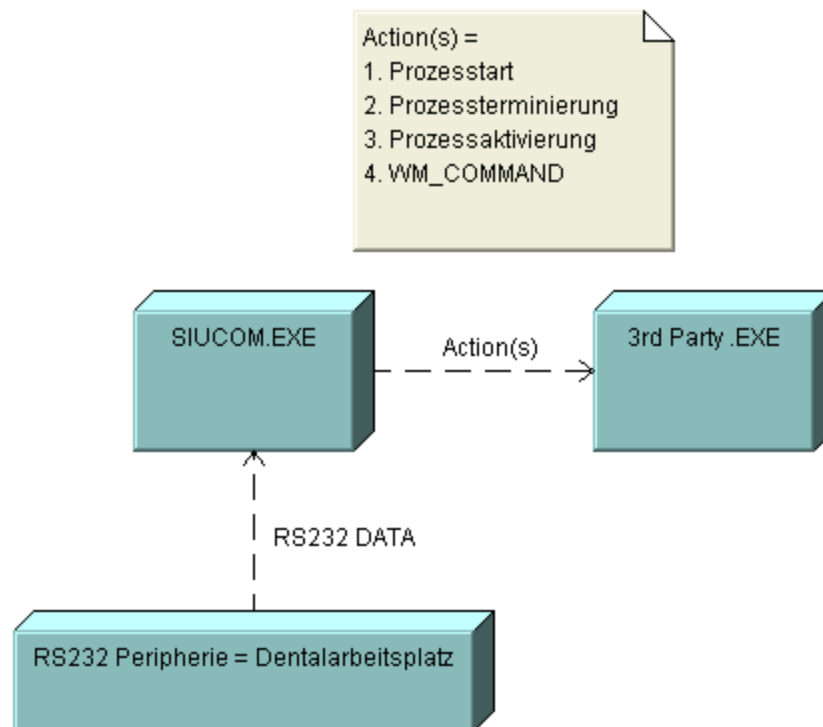 Action(s) =
1. Prozesstart
2. Prozessterminierung
3. Prozessaktivierung
4. WM_COMMAND
SIUCOM.EXE
Action(s)
3rd Party .EXE
RS232 DATA
RS232 Peripherie = Dentalarbeitsplatz